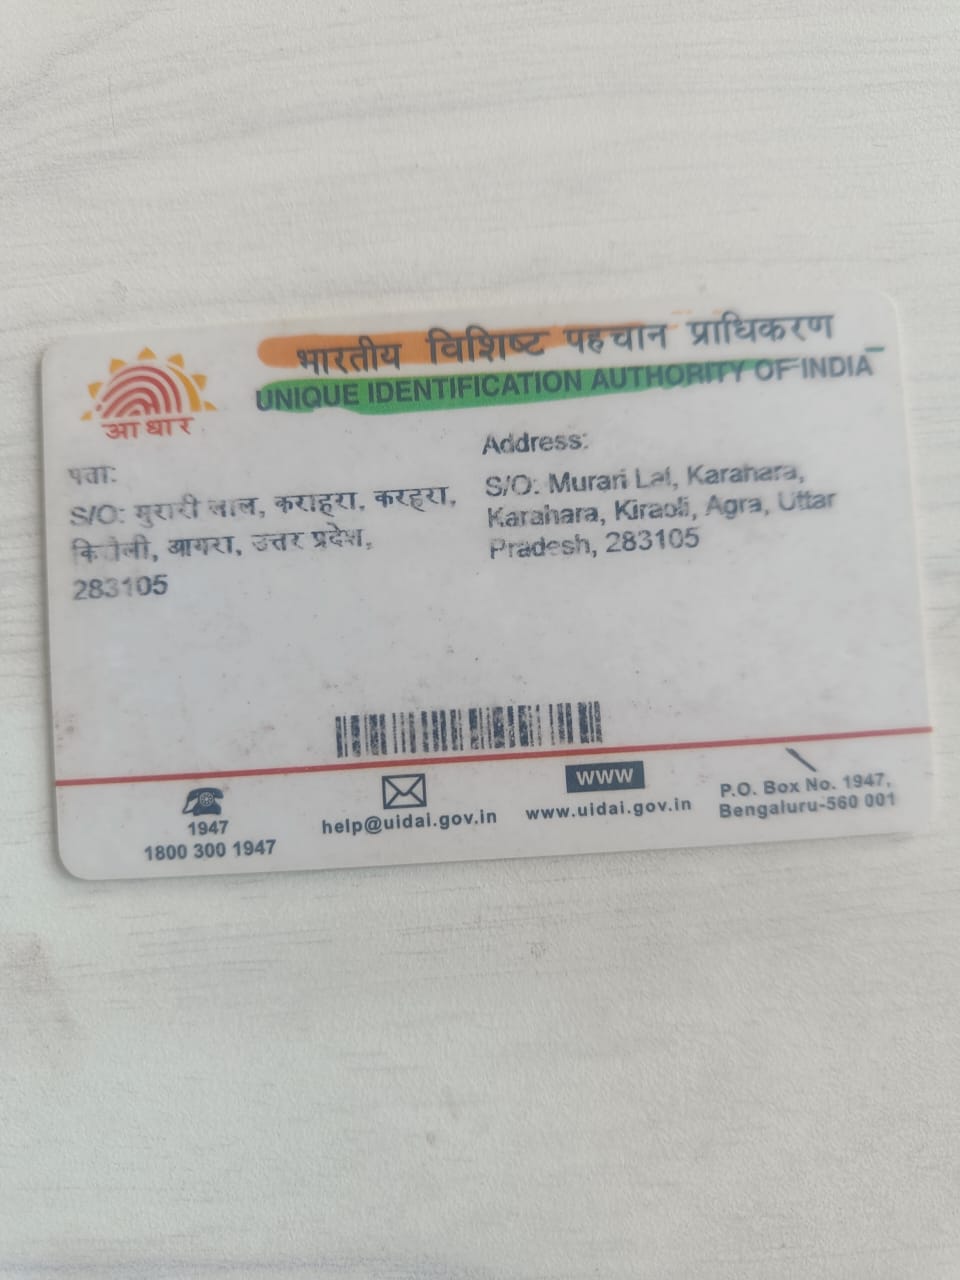 भारतीय विशिष्ट पहचान प्राधिकरण
UNIQUE IDENTIFICATION AUTHORITY OF INDIA
आधार
पता:
S/O: मुरारी लाल, कराहरा, करहरा,
आगरा, उत्तर प्रदेश,
283105
Address:
S/O: Murari Lal, Karahara,
Karahara, Kiraoli, Agra, Uttar
Pradesh, 283105
1947
1800 300 1947
help@uidai.gov.in
WWW
www.uidai.gov.in
P.O. Box No. 1947,
Bengaluru-560 001